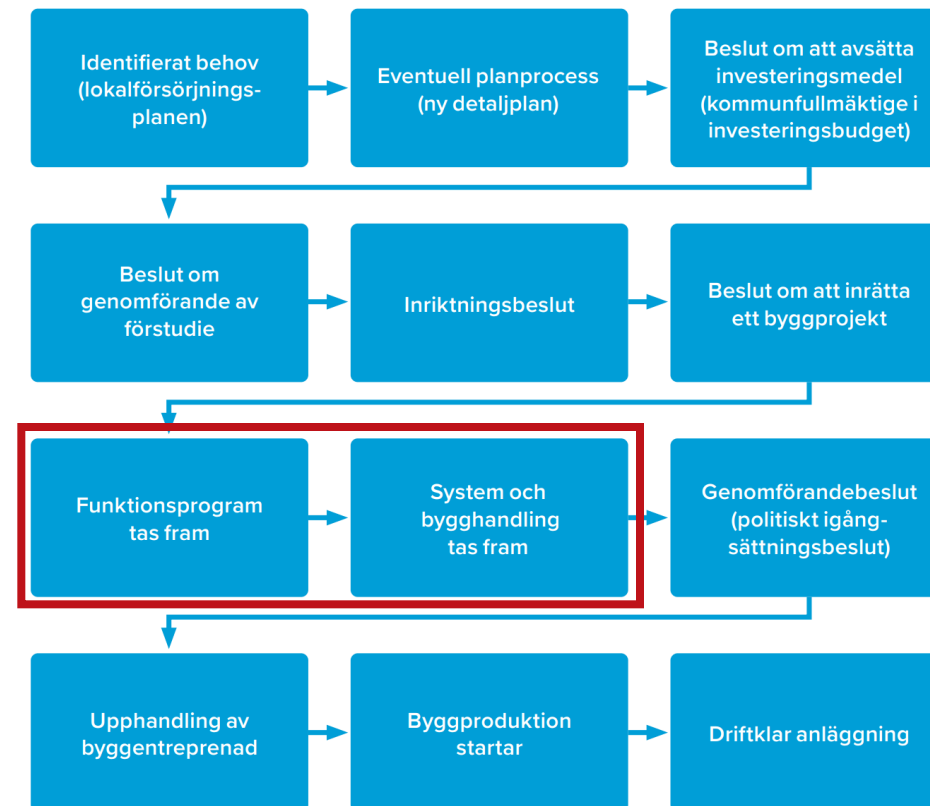 Identifierat behov
(lokalförsörjnings-
planen)
Eventuell planprocess
(ny detaljplan)
Beslut om att avsätta
investeringsmedel
(kommunfullmäktige i
investeringsbudget)
Beslut om
genomförande av
förstudie
Inriktningsbeslut
Beslut om att inrätta
ett byggprojekt
Funktionsprogram
tas fram
System och
bygghandling
tas fram
Genomförandebeslut
(politiskt igång-
sättningsbeslut)
Upphandling av
byggentreprenad
Byggproduktion
startar
Driftklar anläggning